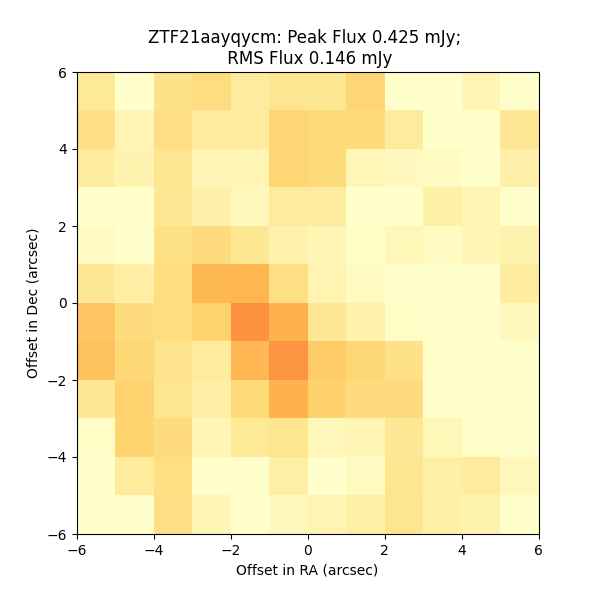 ZTF21aayqycm: Peak Flux 0.425 mJy;
RMS Flux 0.146 mJy
6
4
2
0
−2
−4
−6
Offset in Dec (arcsec)
−6 −4 −2 0 2 4 6
Offset in RA (arcsec)